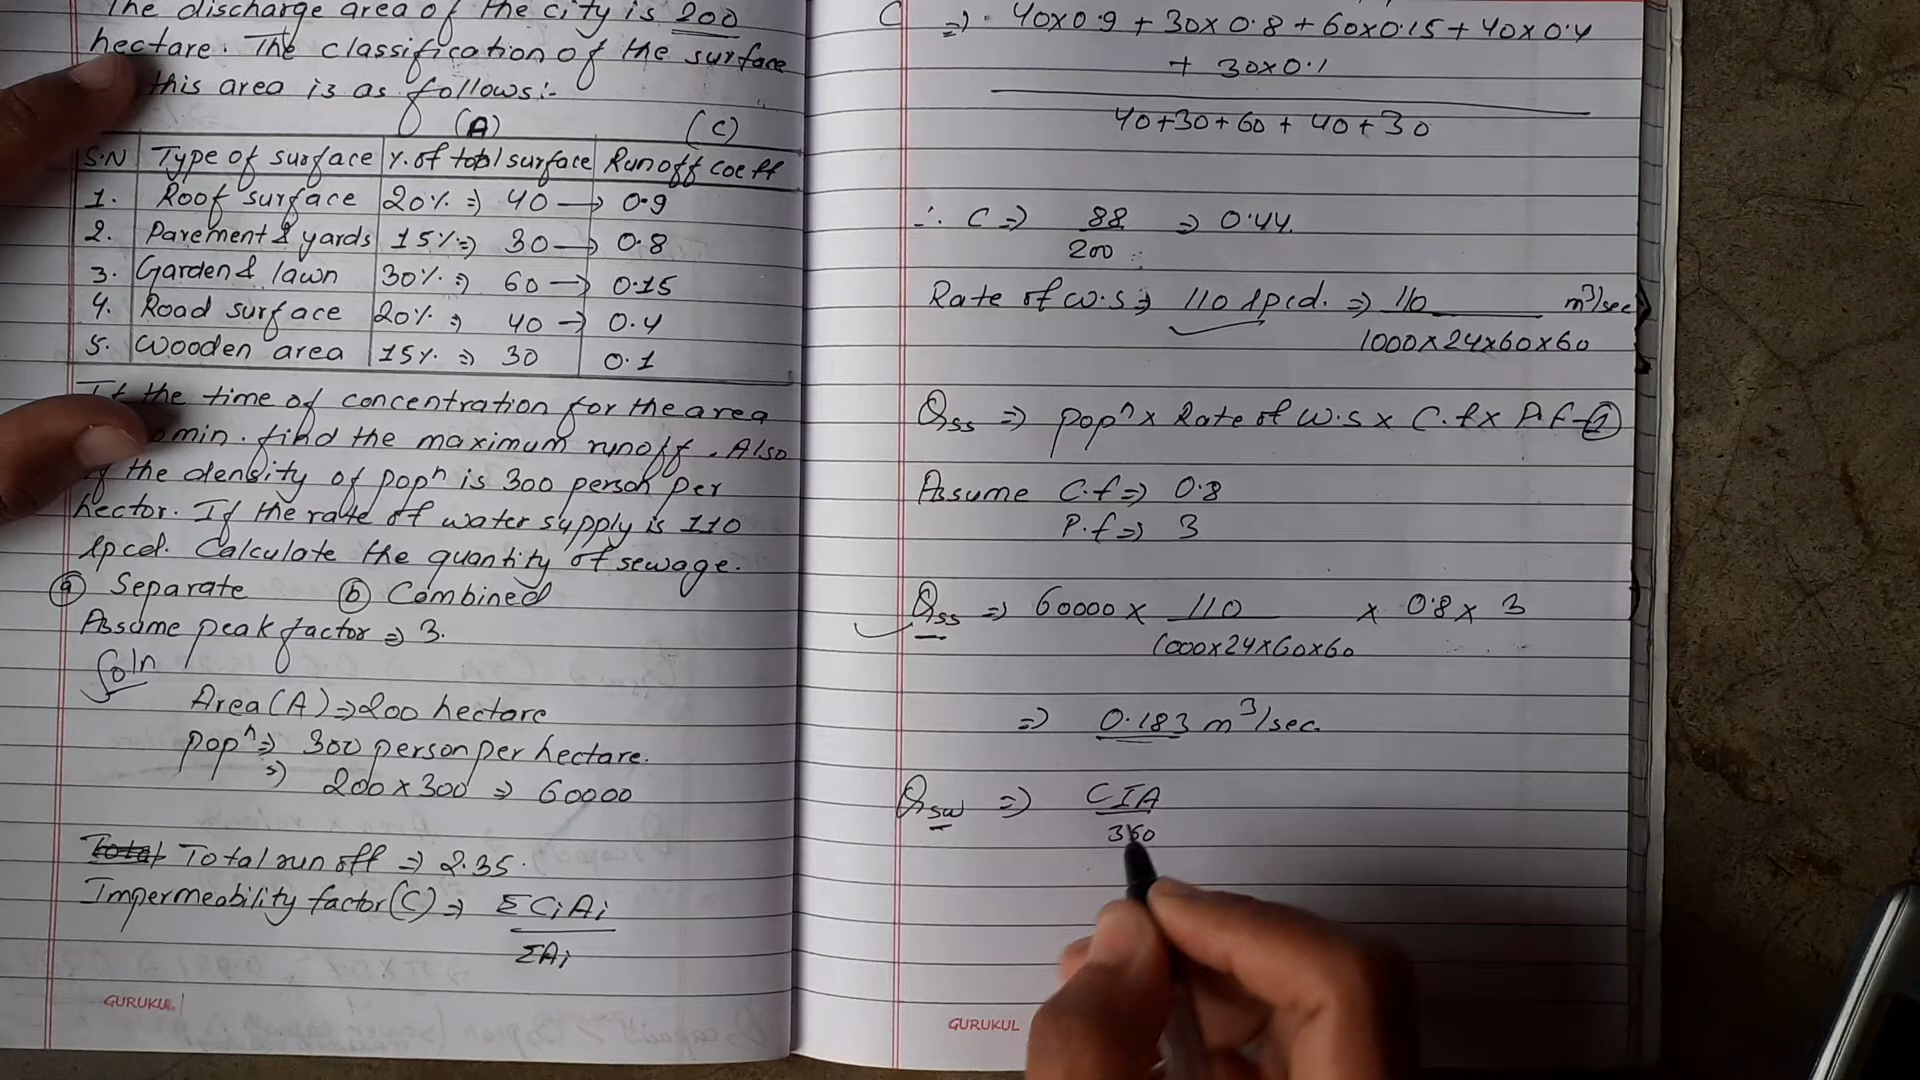 The discharge area of the city is 200
hectare. The classification of the surface
this area is as follows:-
(A) (C)
S.N Type of surface %. of total surface Runoff coeff
1. Roof surface 20% => 40 → 0.9
2. Pavement & yards 15% => 30 → 0.8
3. Garden & lawn 30% => 60 → 0.15
4. Road surface 20% => 40 → 0.4
5. Wooden area 15% => 30 0.1
If the time of concentration for the area
min. find the maximum runoff. Also
the density of popn is 300 person per
hector. If the rate of water supply is 110
lpcd. Calculate the quantity of sewage.
ⓐ Separate ⓑ Combined
Assume peak factor => 3.
Soln
Area (A) => 200 hectare
popn => 300 person per hectare.
=> 200 x 300 => 60000
Total run off => 2.35.
Impermeability factor (C) => ΣCiAi
ΣAi
GURUKUL
C => 40x0.9 + 30x0.8 + 60x0.15 + 40x0.4
+ 30x0.1
40+30+60+40+30
∴ C => 88 => 0.44.
200
Rate of w.s => 110 lpcd. => 110 m³/sec
1000x24x60x60
Qss => popn x Rate of w.s x C.f x P.f
Assume C.f => 0.8
P.f => 3
Qss => 60000 x 110 x 0.8 x 3
1000x24x60x60
=> 0.183 m³/sec.
Qsw => CIA
360
GURUKUL